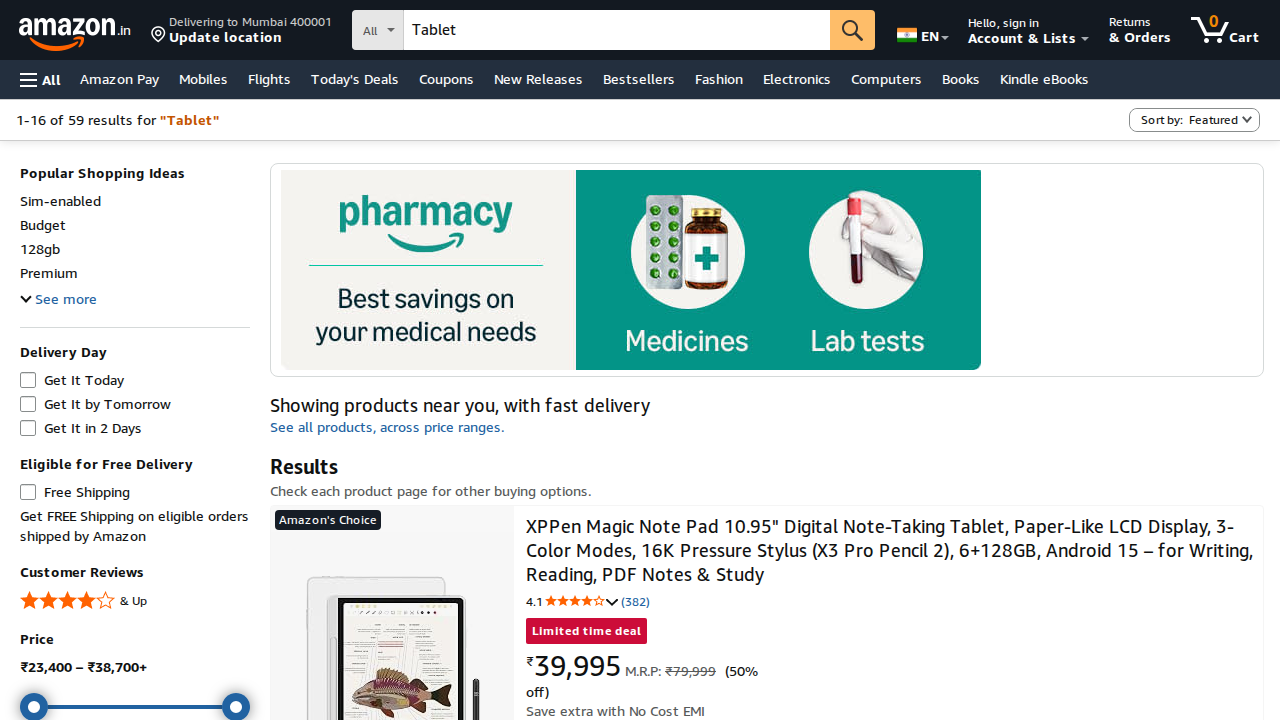 amazon.in
Delivering to Mumbai 400001
Update location
All
Tablet
EN
Hello, sign in
Account & Lists
Returns
& Orders
0
Cart
All
Amazon Pay
Mobiles
Flights
Today's Deals
Coupons
New Releases
Bestsellers
Fashion
Electronics
Computers
Books
Kindle eBooks
1-16 of 59 results for "Tablet"
Sort by: Featured
Popular Shopping Ideas
Sim-enabled
Budget
128gb
Premium
See more
Delivery Day
Get It Today
Get It by Tomorrow
Get It in 2 Days
Eligible for Free Delivery
Free Shipping
Get FREE Shipping on eligible orders
shipped by Amazon
Customer Reviews
& Up
Price
₹23,400 – ₹38,700+
pharmacy
Best savings on
your medical needs
Medicines
Lab tests
Showing products near you, with fast delivery
See all products, across price ranges.
Results
Check each product page for other buying options.
Amazon's Choice
XPPen Magic Note Pad 10.95" Digital Note-Taking Tablet, Paper-Like LCD Display, 3-
Color Modes, 16K Pressure Stylus (X3 Pro Pencil 2), 6+128GB, Android 15 – for Writing,
Reading, PDF Notes & Study
4.1 (382)
Limited time deal
₹39,995 M.R.P: ₹79,999 (50%
off)
Save extra with No Cost EMI